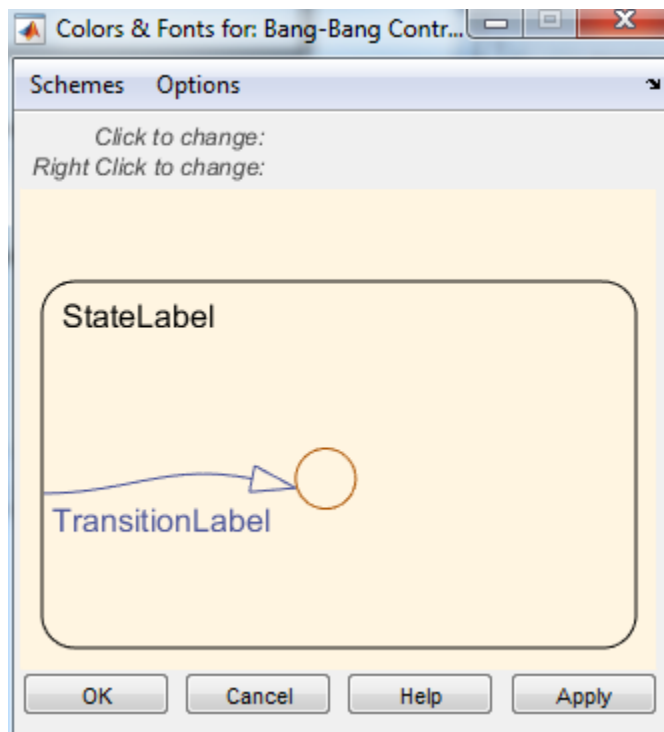 Colors & Fonts for: Bang-Bang Contr...
Schemes Options
Click to change:
Right Click to change:
StateLabel
TransitionLabel
OK Cancel Help Apply